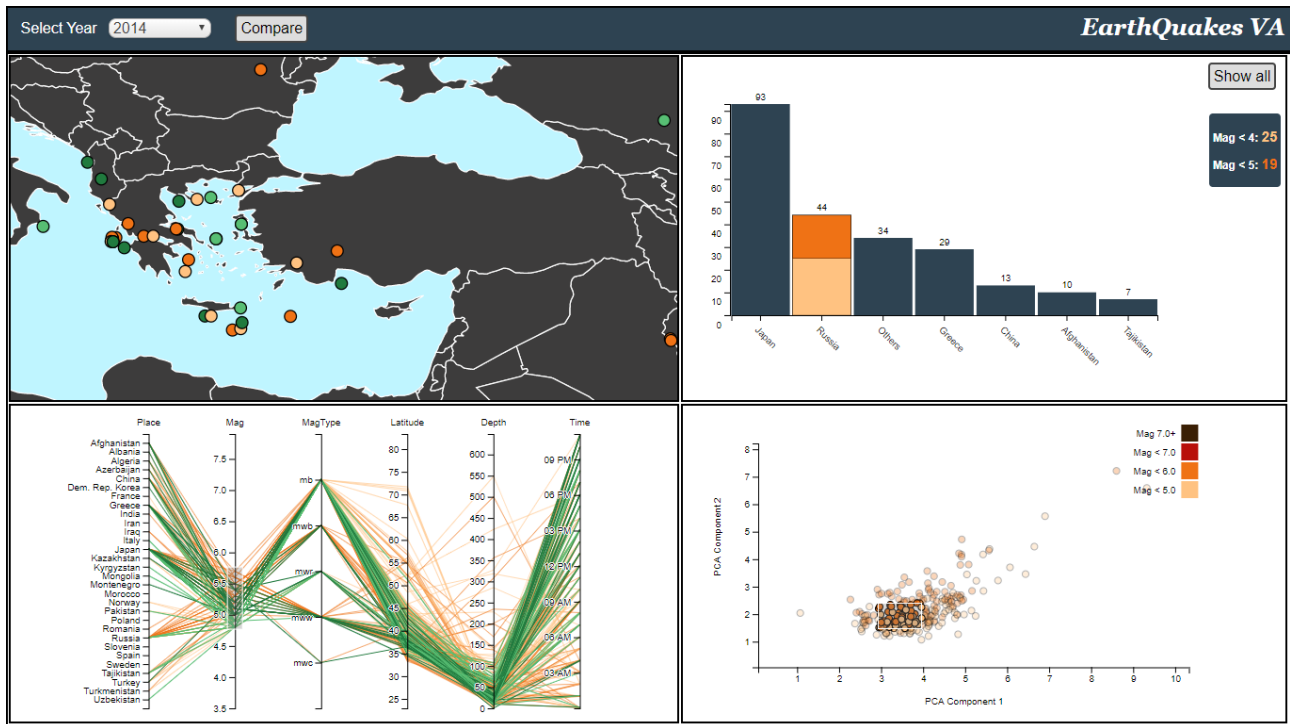 Select Year 2014 Compare EarthQuakes VA
Show all
93
90
80
70
60
50
40
30
20
10
0
44
34
29
13
10
7
Japan
Russia
Others
Greece
China
Afghanistan
Tajikistan
Mag < 4: 25
Mag < 5: 19
Place Mag MagType Latitude Depth Time
Afghanistan
Albania
Algeria
Azerbaijan
China
Dem. Rep. Korea
France
Greece
India
Iran
Iraq
Italy
Japan
Kazakhstan
Kyrgyzstan
Mongolia
Montenegro
Morocco
Norway
Pakistan
Poland
Romania
Russia
Slovenia
Spain
Sweden
Tajikistan
Turkey
Turkmenistan
Uzbekistan
7.5
7.0
6.5
6.0
5.5
5.0
4.5
4.0
3.5
mb
mwb
mwr
mww
mwc
80
75
70
65
60
55
50
45
40
35
30
25
600
550
500
450
400
350
300
250
200
150
100
50
0
09 PM
06 PM
03 PM
12 PM
09 AM
06 AM
03 AM
Mag 7.0+
Mag < 7.0
Mag < 6.0
Mag < 5.0
PCA Component2
8
7
6
5
4
3
2
1
1 2 3 4 5 6 7 8 9 10
PCA Component 1